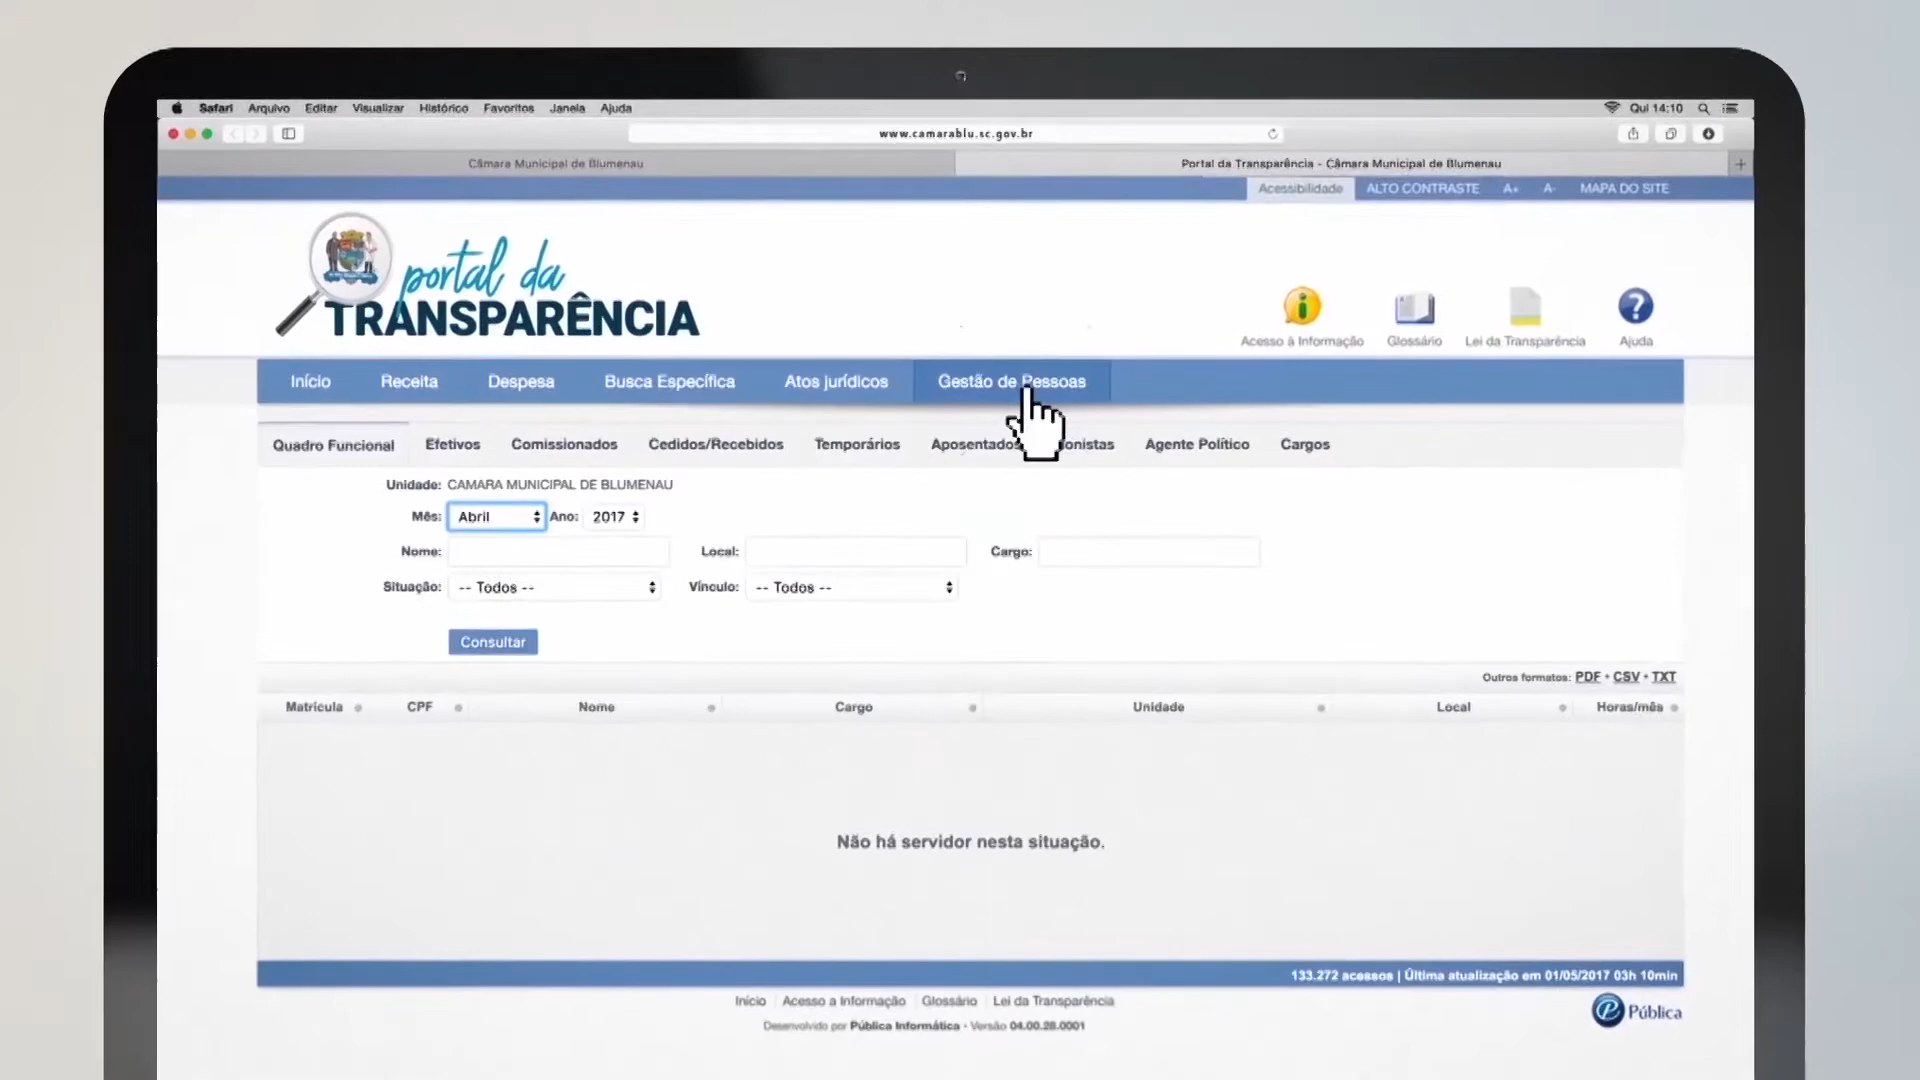 Safari Arquivo Editar Visualizar Histórico Favoritos Janela Ajuda Qui 14:10
www.camarablu.sc.gov.br
Câmara Municipal de Blumenau Portal da Transparência - Câmara Municipal de Blumenau
Acessibilidade ALTO CONTRASTE A+ A- MAPA DO SITE
portal da
TRANSPARÊNCIA
Acesso à Informação Glossário Lei da Transparência Ajuda
Início Receita Despesa Busca Específica Atos jurídicos Gestão de Pessoas
Quadro Funcional Efetivos Comissionados Cedidos/Recebidos Temporários Aposentados onistas Agente Político Cargos
Unidade: CAMARA MUNICIPAL DE BLUMENAU
Mês: Abril Ano: 2017
Nome: Local: Cargo:
Situação: -- Todos -- Vínculo: -- Todos --
Consultar
Outros formatos: PDF • CSV • TXT
Matrícula CPF Nome Cargo Unidade Local Horas/mês
Não há servidor nesta situação.
133.272 acessos | Última atualização em 01/05/2017 03h 10min
Início Acesso a Informação Glossário Lei da Transparência
Desenvolvido por Pública Informática - Versão 04.00.28.0001
Pública